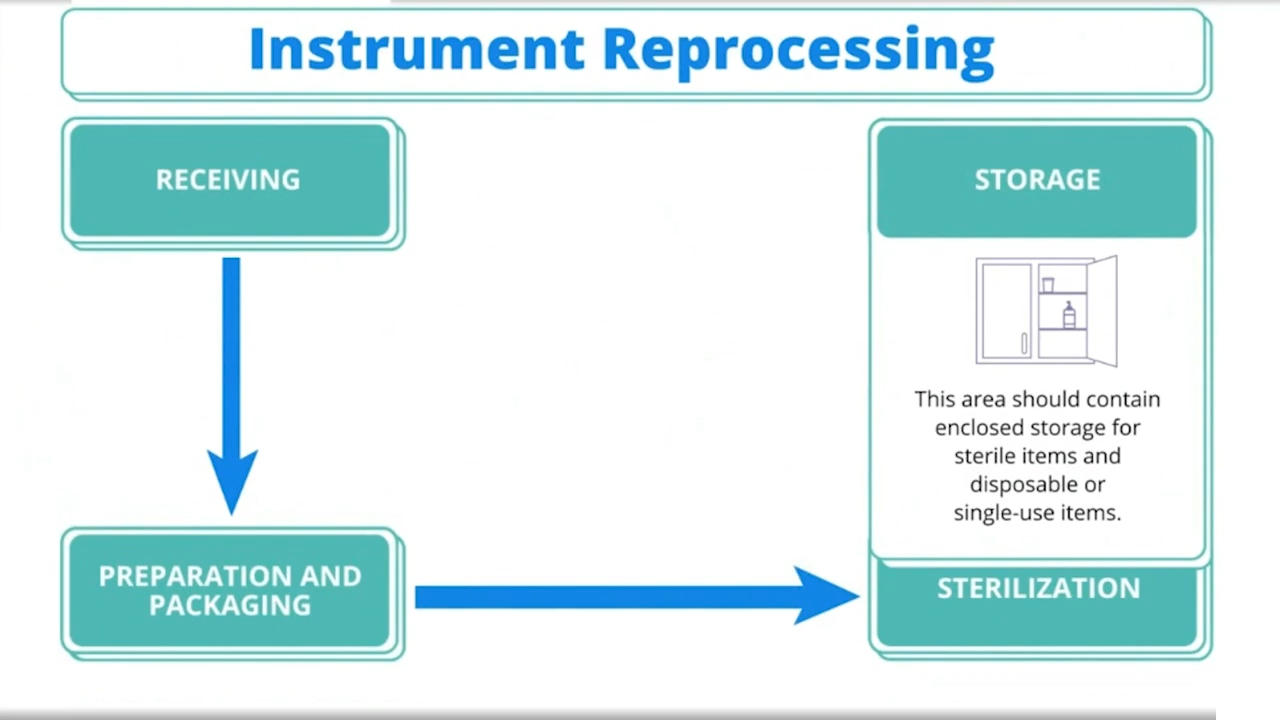 Instrument Reprocessing
RECEIVING
STORAGE
This area should contain
enclosed storage for
sterile items and
disposable or
single-use items.
PREPARATION AND
PACKAGING
STERILIZATION